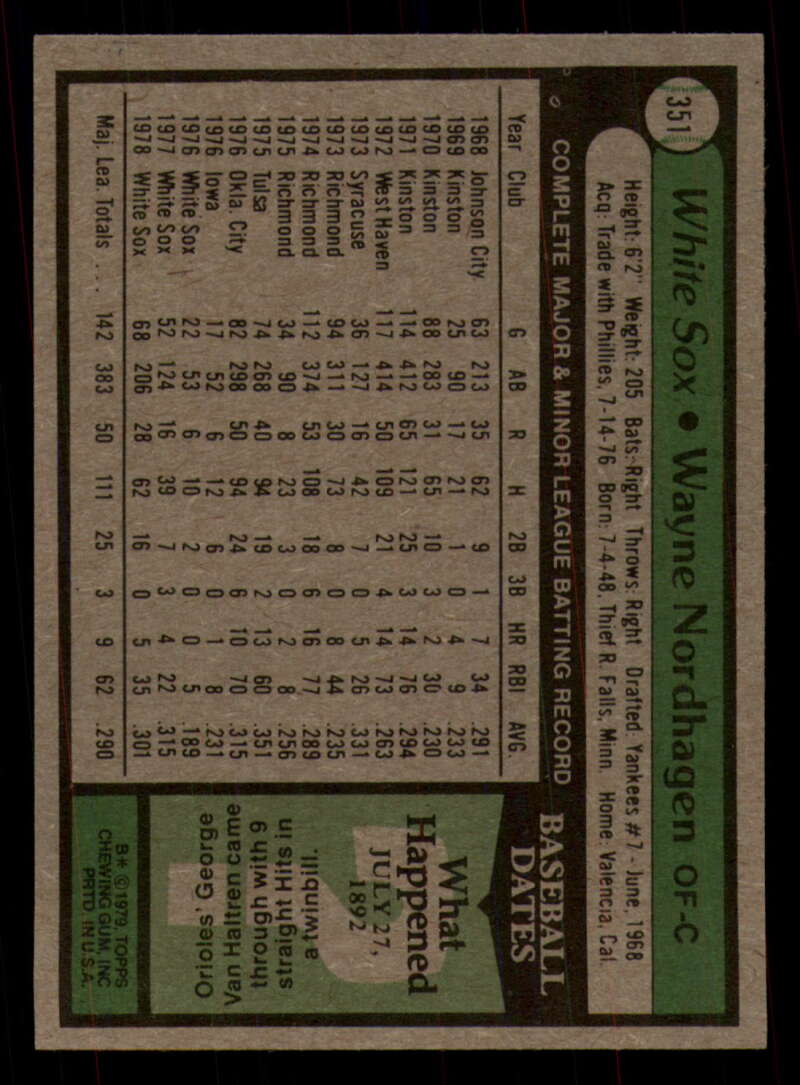 351
White Sox • Wayne Nordhagen OF-C
Height: 6'2" Weight: 205 Bats: Right Throws: Right Drafted: Yankees #7 - June, 1968
Acq: Trade with Phillies, 7-14-76 Born: 7-4-48, Thief R. Falls, Minn. Home: Valencia, Cal.
COMPLETE MAJOR & MINOR LEAGUE BATTING RECORD
Year Club G AB R H 2B 3B HR RBI AVG.
1968 Johnson City 63 213 35 62 9 1 7 34 .291
1969 Kinston 25 90 17 21 1 0 4 9 .233
1970 Kinston 88 283 31 65 10 3 2 30 .230
1971 Kinston 114 412 65 121 25 3 14 76 .294
1972 West Haven 117 414 50 109 21 4 14 73 .263
1973 Syracuse 36 127 16 42 7 0 5 26 .331
1973 Richmond 94 311 30 73 8 0 8 44 .235
1974 Richmond 112 374 53 108 18 6 16 77 .289
1975 Richmond 34 90 8 23 3 0 2 8 .256
1975 Tulsa 74 268 40 94 19 2 13 60 .351
1976 Okla. City 82 298 50 94 24 6 10 70 .315
1976 Iowa 17 52 6 12 6 0 1 8 .231
1976 White Sox 22 53 6 10 2 0 0 5 .189
1977 White Sox 52 124 16 39 7 3 4 22 .315
1978 White Sox 68 206 28 62 16 0 5 35 .301
Maj. Lea. Totals .... 142 383 50 111 25 3 9 62 .290
BASEBALL
DATES
What
Happened
JULY 27,
1892
Orioles' George
Van Haltren came
through with 9
straight Hits in
a twinbill.
B* © 1979, TOPPS
CHEWING GUM, INC
PRTD. IN U.S.A.